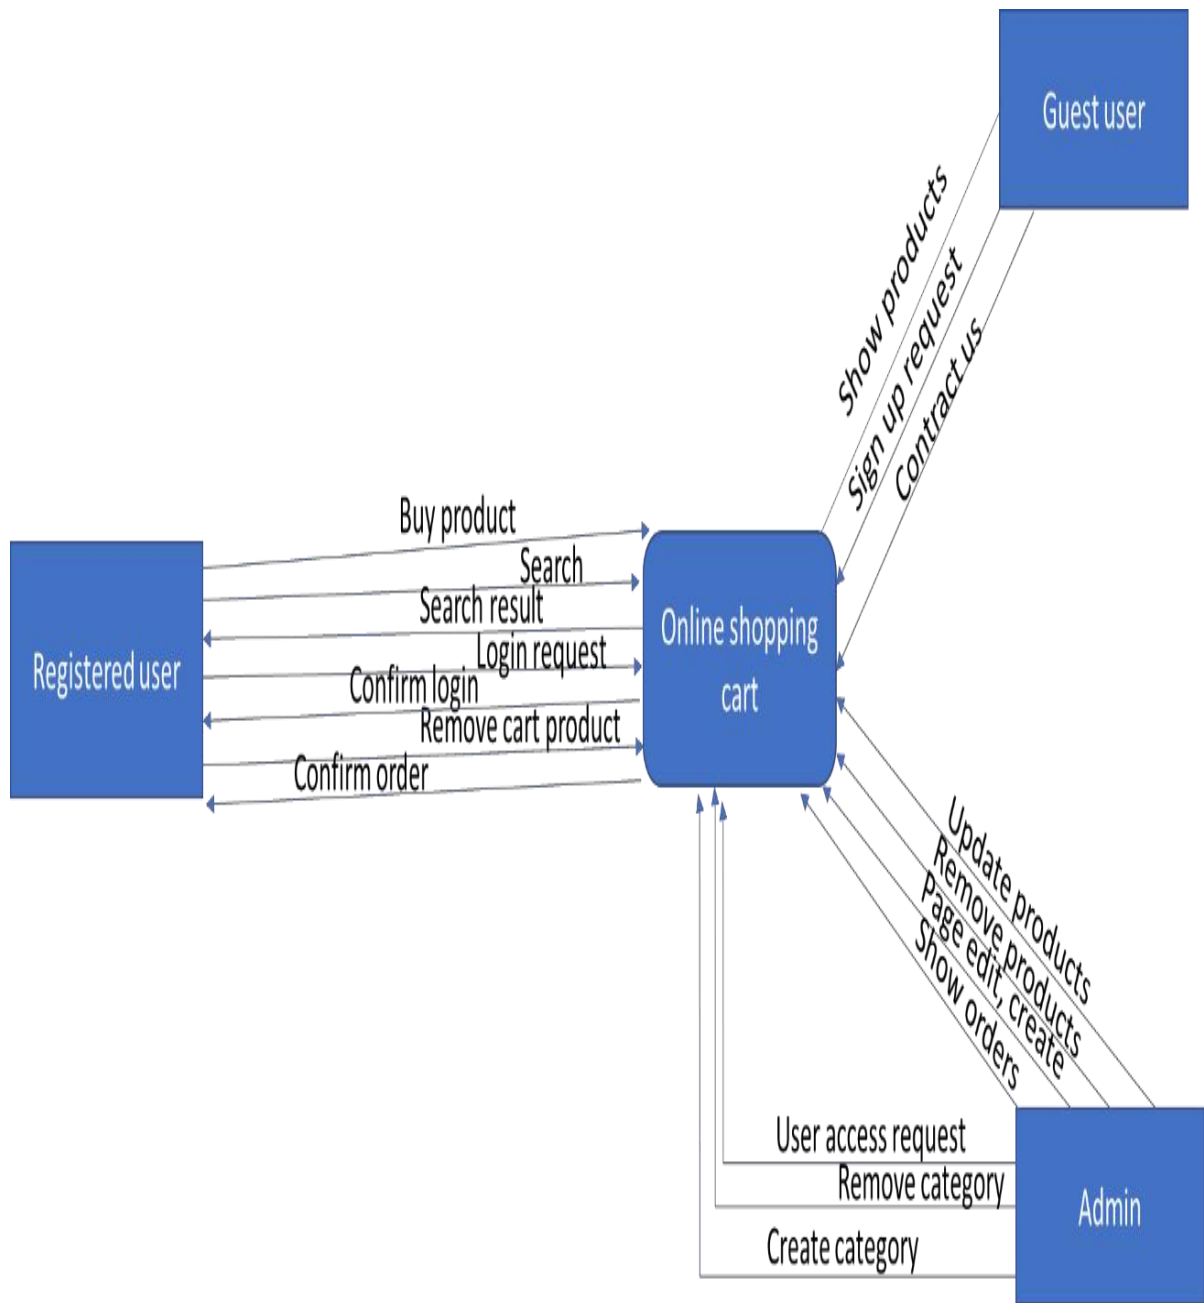 Guest user
Show products
Sign up request
Contract us
Buy product
Search
Search result
Login request
Confirm login
Remove cart product
Confirm order
Registered user
Online shopping
cart
Update products
Remove products
Page edit, create
Show orders
User access request
Remove category
Create category
Admin